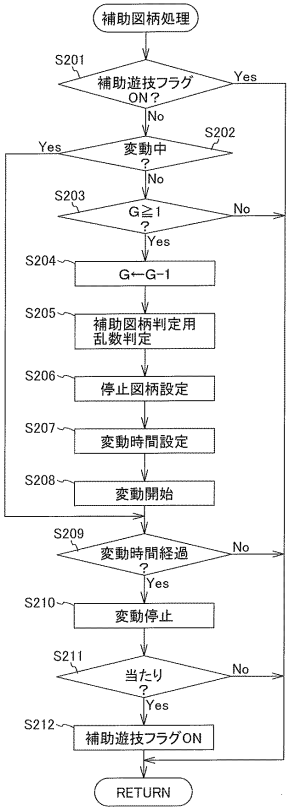 補助図柄処理
S201
補助遊技フラグ
ON?
Yes
No
S202
Yes
変動中
?
No
S203
G≧1
?
No
Yes
S204
G←G-1
S205
補助図柄判定用
乱数判定
S206
停止図柄設定
S207
変動時間設定
S208
変動開始
S209
変動時間経過
?
No
Yes
S210
変動停止
S211
当たり
?
No
Yes
S212
補助遊技フラグON
RETURN